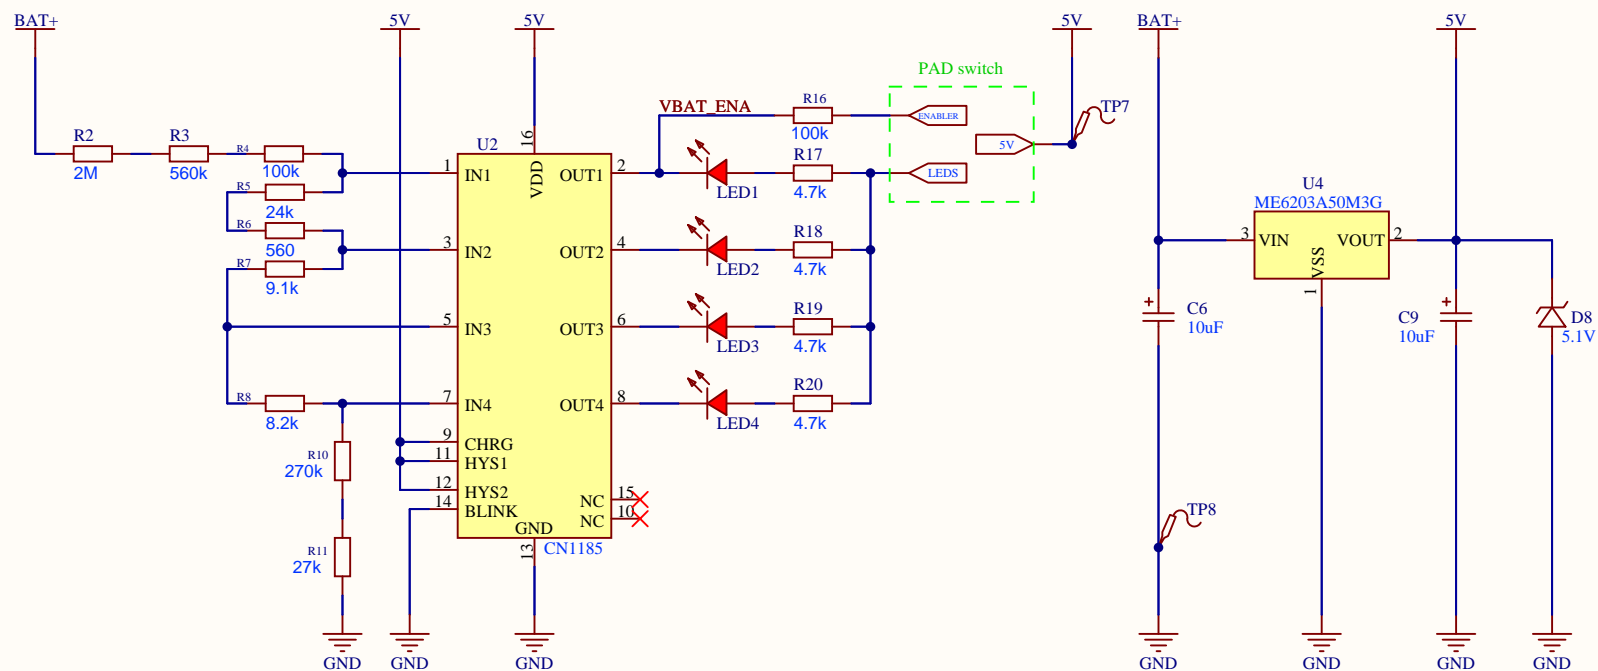 BAT+
5V
5V
5V
BAT+
5V
PAD switch
VBAT_ENA
R16
100k
ENABLER
TP7
5V
R2
2M
R3
560k
R4
100k
R5
24k
R6
560
R7
9.1k
R8
8.2k
R10
270k
R11
27k
U2
16
VDD
1
IN1
3
IN2
5
IN3
7
IN4
9
CHRG
11
HYS1
12
HYS2
14
BLINK
OUT1
2
OUT2
4
OUT3
6
OUT4
8
NC
15
NC
10
GND
13
CN1185
LED1
R17
4.7k
LEDS
LED2
R18
4.7k
LED3
R19
4.7k
LED4
R20
4.7k
U4
ME6203A50M3G
3
VIN
VOUT
2
VSS
1
C6
10uF
C9
10uF
D8
5.1V
TP8
GND
GND
GND
GND
GND
GND
GND